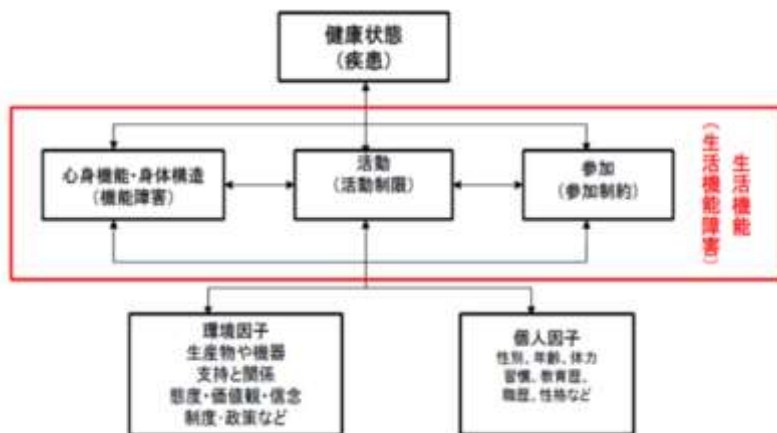 健康状態
(疾患)
心身機能・身体構造
(機能障害)
活動
(活動制限)
参加
(参加制約)
生活機能
(生活機能障害)
環境因子
生産物や機器
支持と関係
態度・価値観・信念
制度・政策など
個人因子
性別、年齢、体力
習慣、教育歴、
職歴、性格など